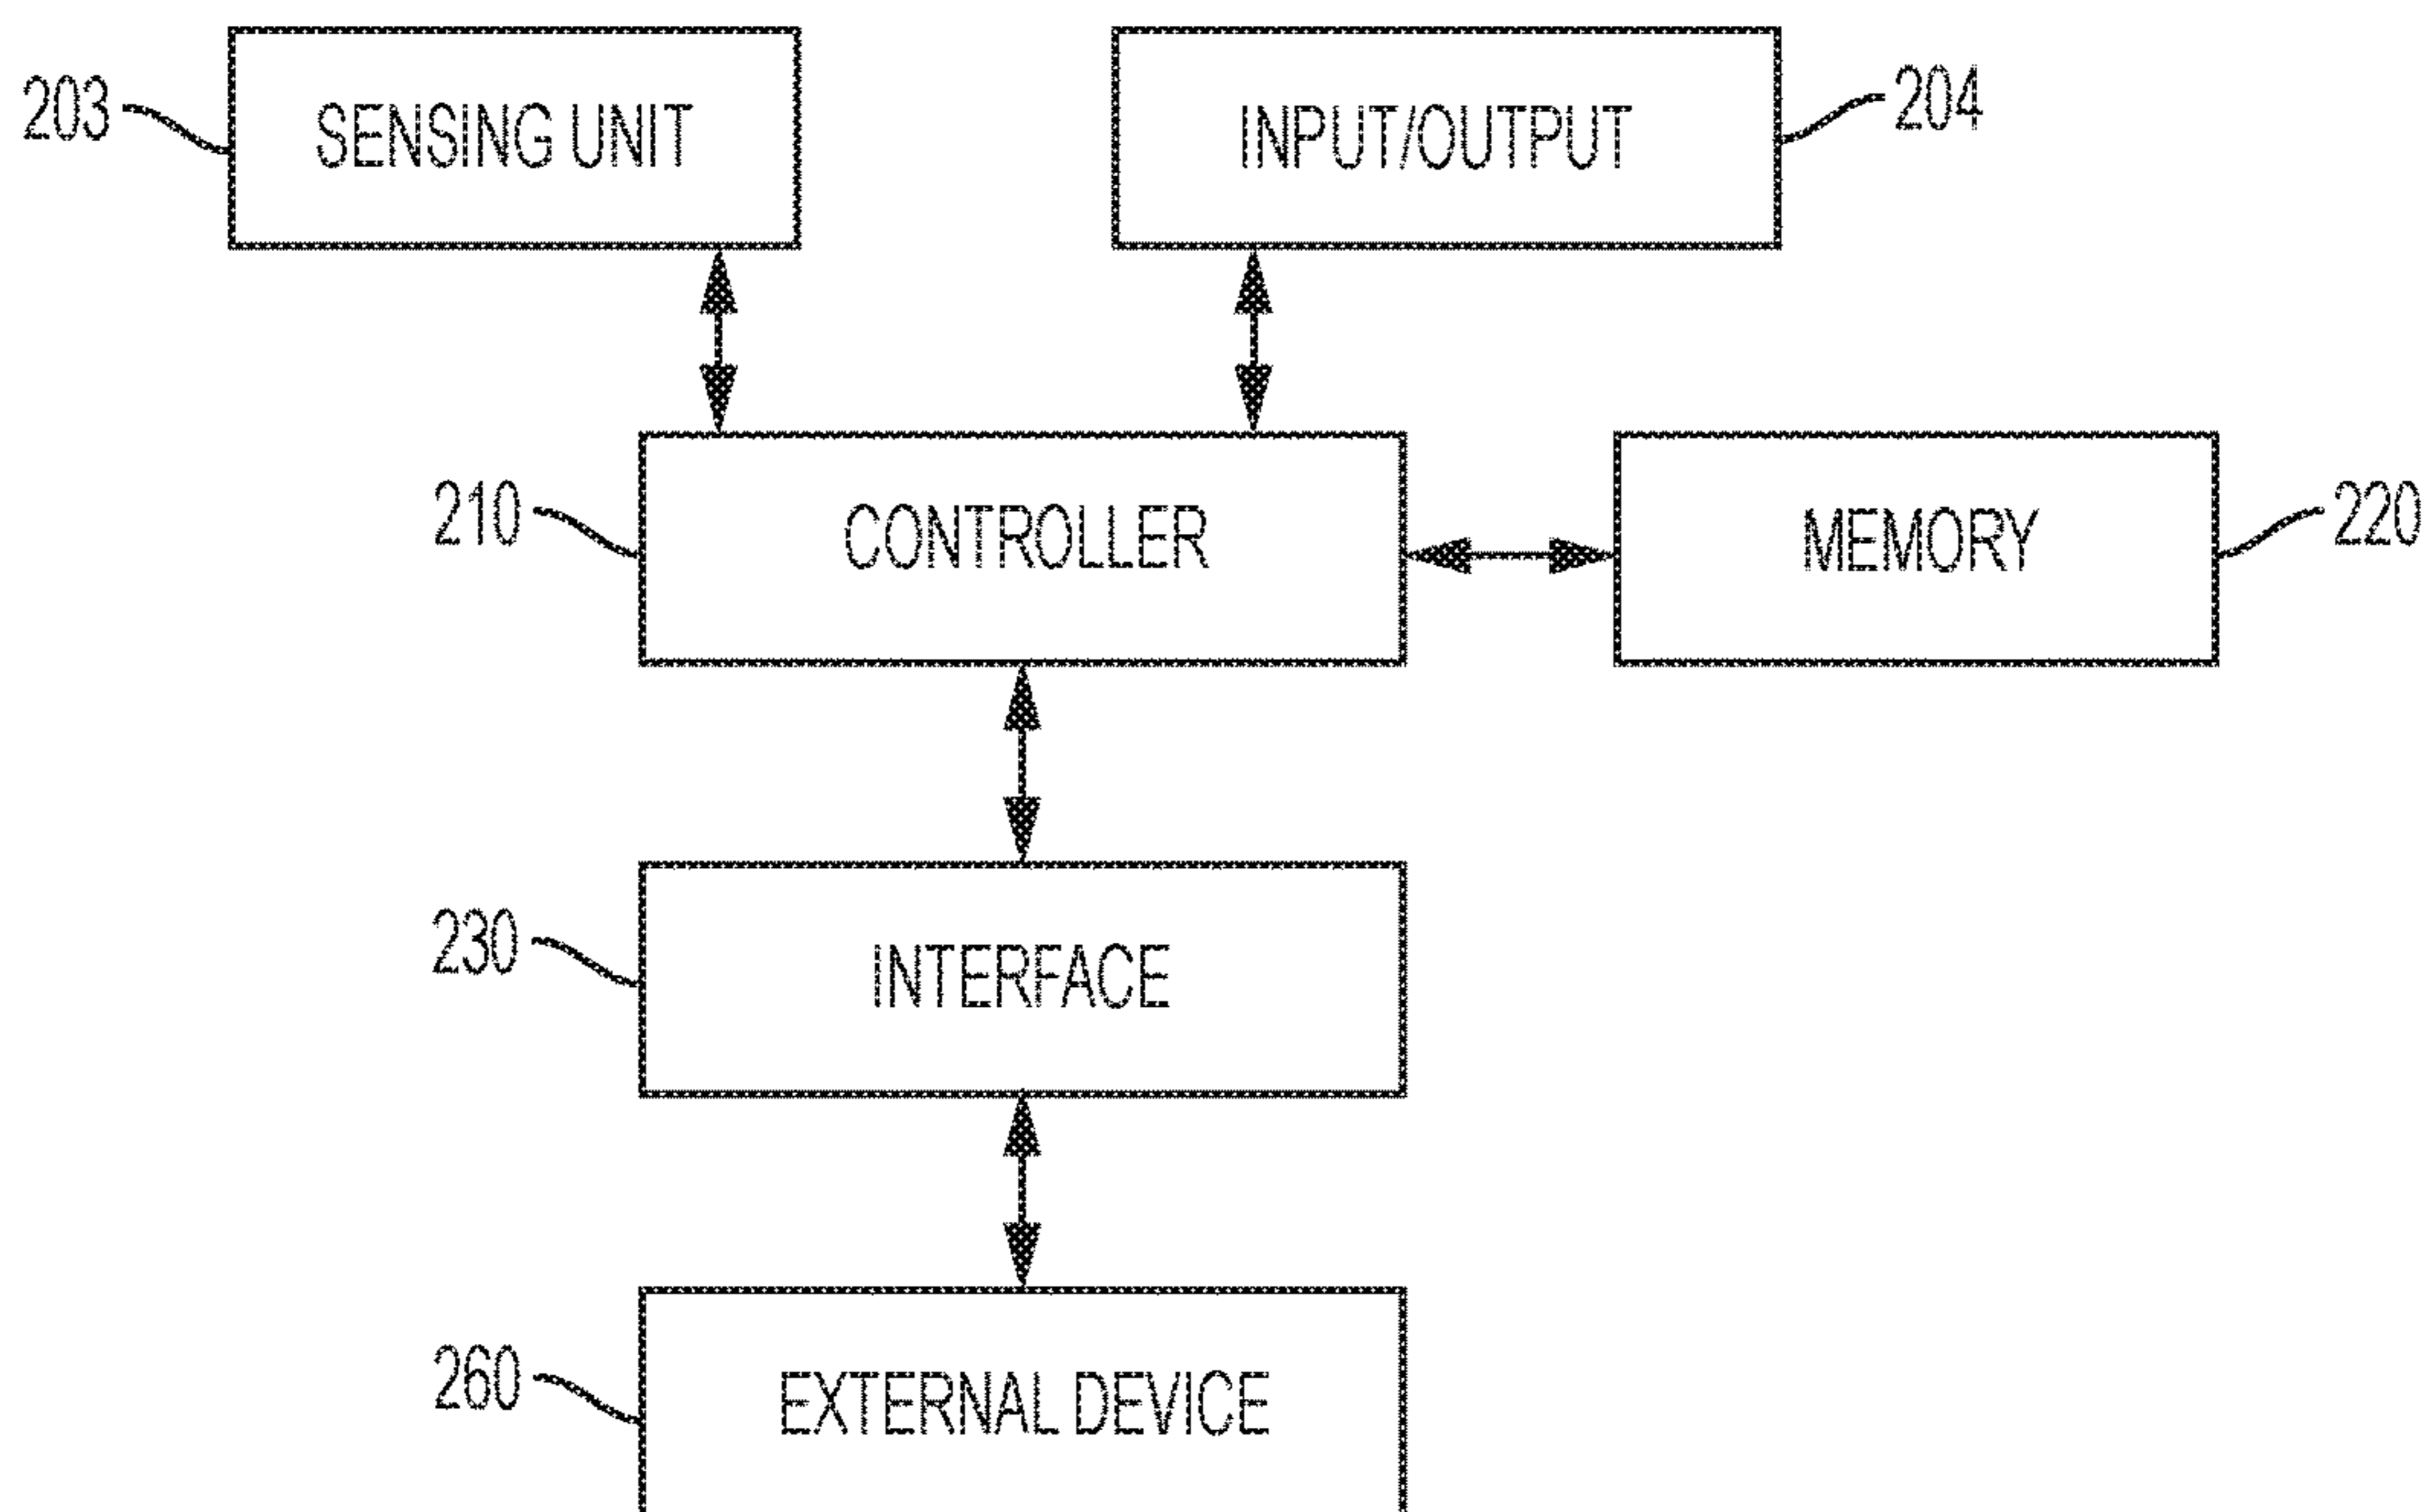 203
SENSING UNIT
INPUT/OUTPUT
204
210
CONTROLLER
MEMORY
220
230
INTERFACE
260
EXTERNAL DEVICE